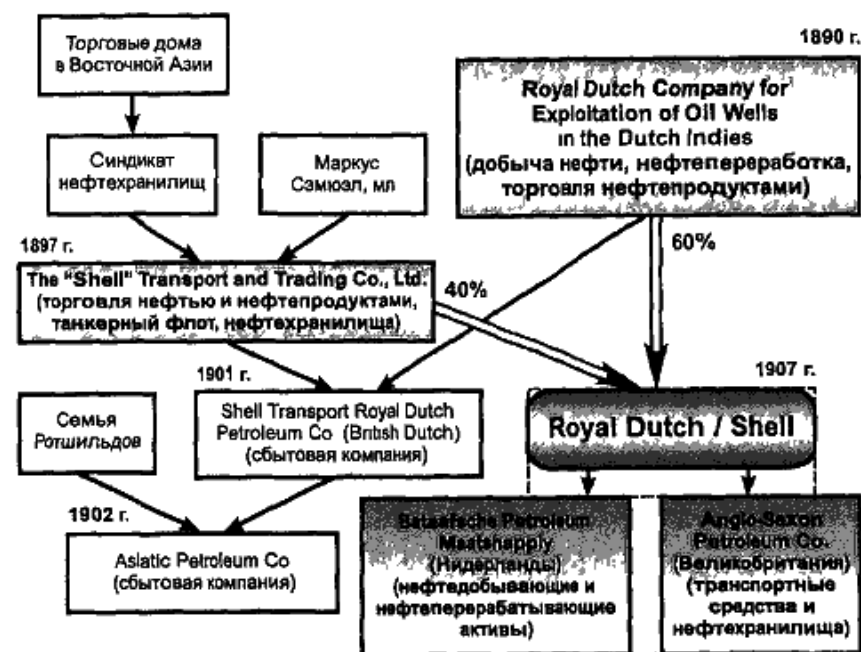 Торговые дома
в Восточной Азии
1890 г.
Royal Dutch Company for
Exploitation of Oil Wells
in the Dutch Indies
(добыча нефти, нефтепереработка,
торговля нефтепродуктами)
Синдикат
нефтехранилищ
Маркус
Сэмюэл, мл
1897 г.
60%
The "Shell" Transport and Trading Co., Ltd.
(торговля нефтью и нефтепродуктами,
танкерный флот, нефтехранилища)
40%
1901 г.
1907 г.
Семья
Ротшильдов
Shell Transport Royal Dutch
Petroleum Co (British Dutch)
(сбытовая компания)
Royal Dutch / Shell
1902 г.
Asiatic Petroleum Co
(сбытовая компания)
Bataafsche Petroleum
Maatshapply
(Нидерланды)
(нефтедобывающие и
нефтеперерабатывающие
активы)
Anglo-Saxon
Petroleum Co.
(Великобритания)
(транспортные
средства и
нефтехранилища)